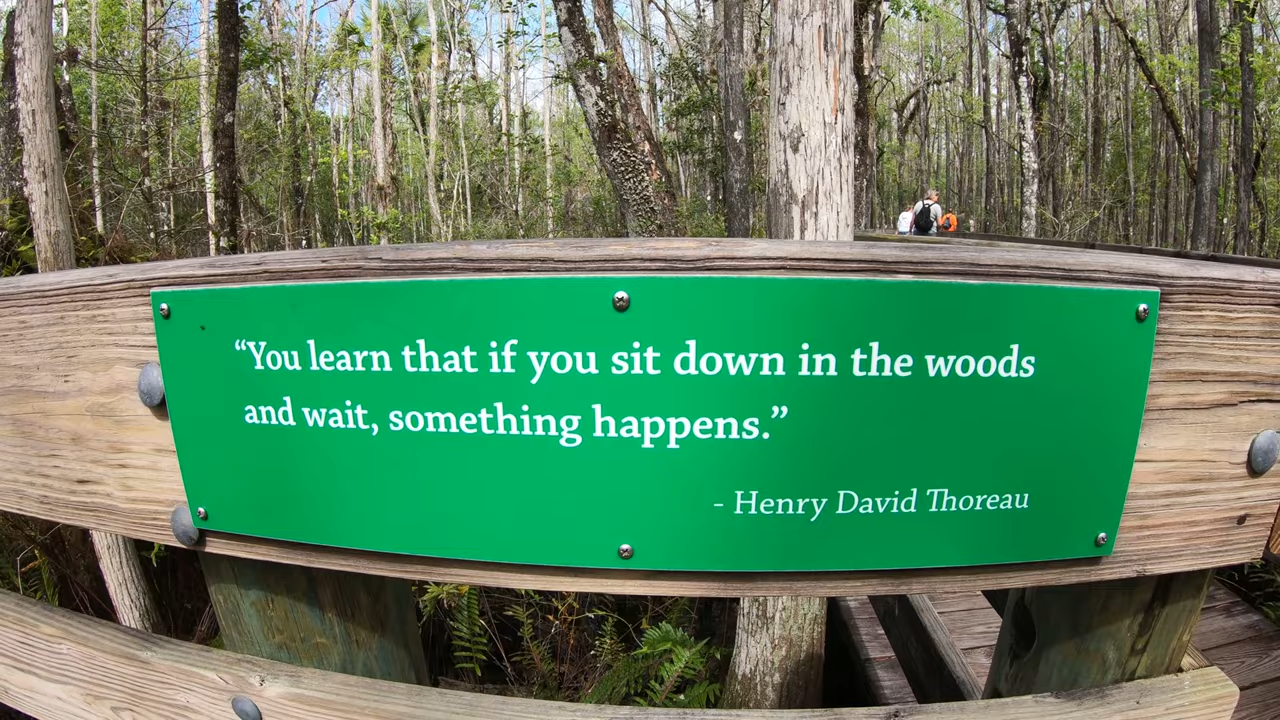 “You learn that if you sit down in the woods
and wait, something happens.”
- Henry David Thoreau